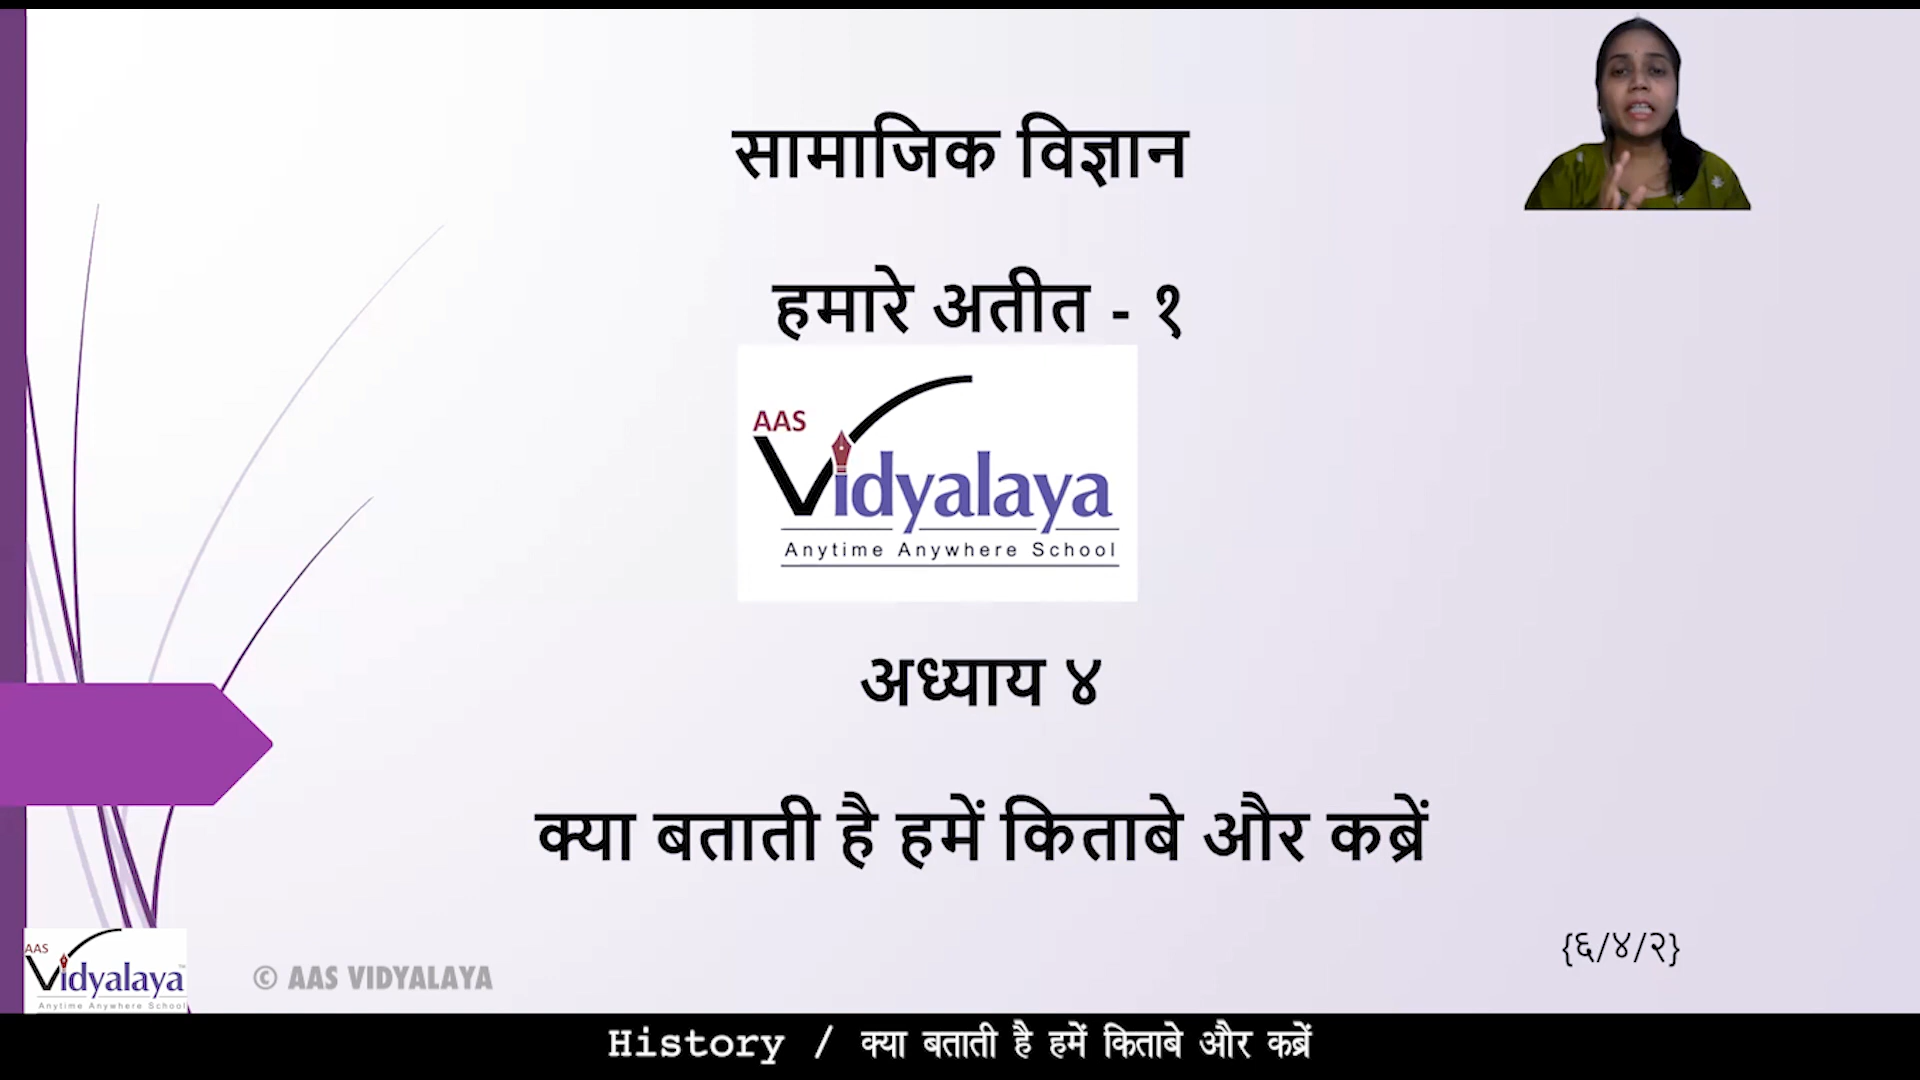 सामाजिक विज्ञान
हमारे अतीत - १
AAS
Vidyalaya
Anytime Anywhere School
अध्याय ४
क्या बताती है हमें किताबे और कब्रें
{६/४/२}
AAS
Vidyalaya
Anytime Anywhere School
© AAS VIDYALAYA
History / क्या बताती है हमें किताबे और कब्रें